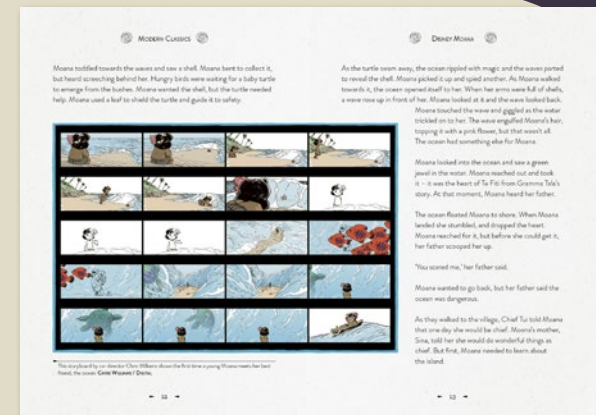 MODERN CLASSICS
Moana toddled towards the waves and saw a shell. Moana bent to collect it,
but heard screeching behind her. Hungry birds were waiting for a baby turtle
to emerge from the bushes. Moana wanted the shell, but the turtle needed
help. Moana used a leaf to shield the turtle and guide it to safety.
This storyboard by co-director Chris Williams shows the first time a young Moana meets her best
friend, the ocean. CHRIS WILLIAMS / DISNEY.
52
DISNEY MOANA
As the turtle swam away, the ocean rippled with magic and the waves parted
to reveal the shell. Moana picked it up and spied another. As Moana walked
towards it, the ocean opened itself to her. When her arms were full of shells,
a wave rose up in front of her. Moana looked at it and the wave looked back.
Moana touched the wave and giggled as the water
trickled on to her. The wave engulfed Moana's hair,
topping it with a pink flower, but that wasn't all.
The ocean had something else for Moana.
Moana looked into the ocean and saw a green
jewel in the water. Moana reached out and took
it – it was the heart of Te Fiti from Gramma Tala's
story. At that moment, Moana heard her father.
The ocean floated Moana to shore. When Moana
landed she stumbled, and dropped the heart.
Moana reached for it, but before she could get it,
her father scooped her up.
'You scared me,' her father said.
Moana wanted to go back, but her father said the
ocean was dangerous.
As they walked to the village, Chief Tui told Moana
that one day she would be chief. Moana's mother,
Sina, told her she would do wonderful things as
chief. But first, Moana needed to learn about
the island.
53